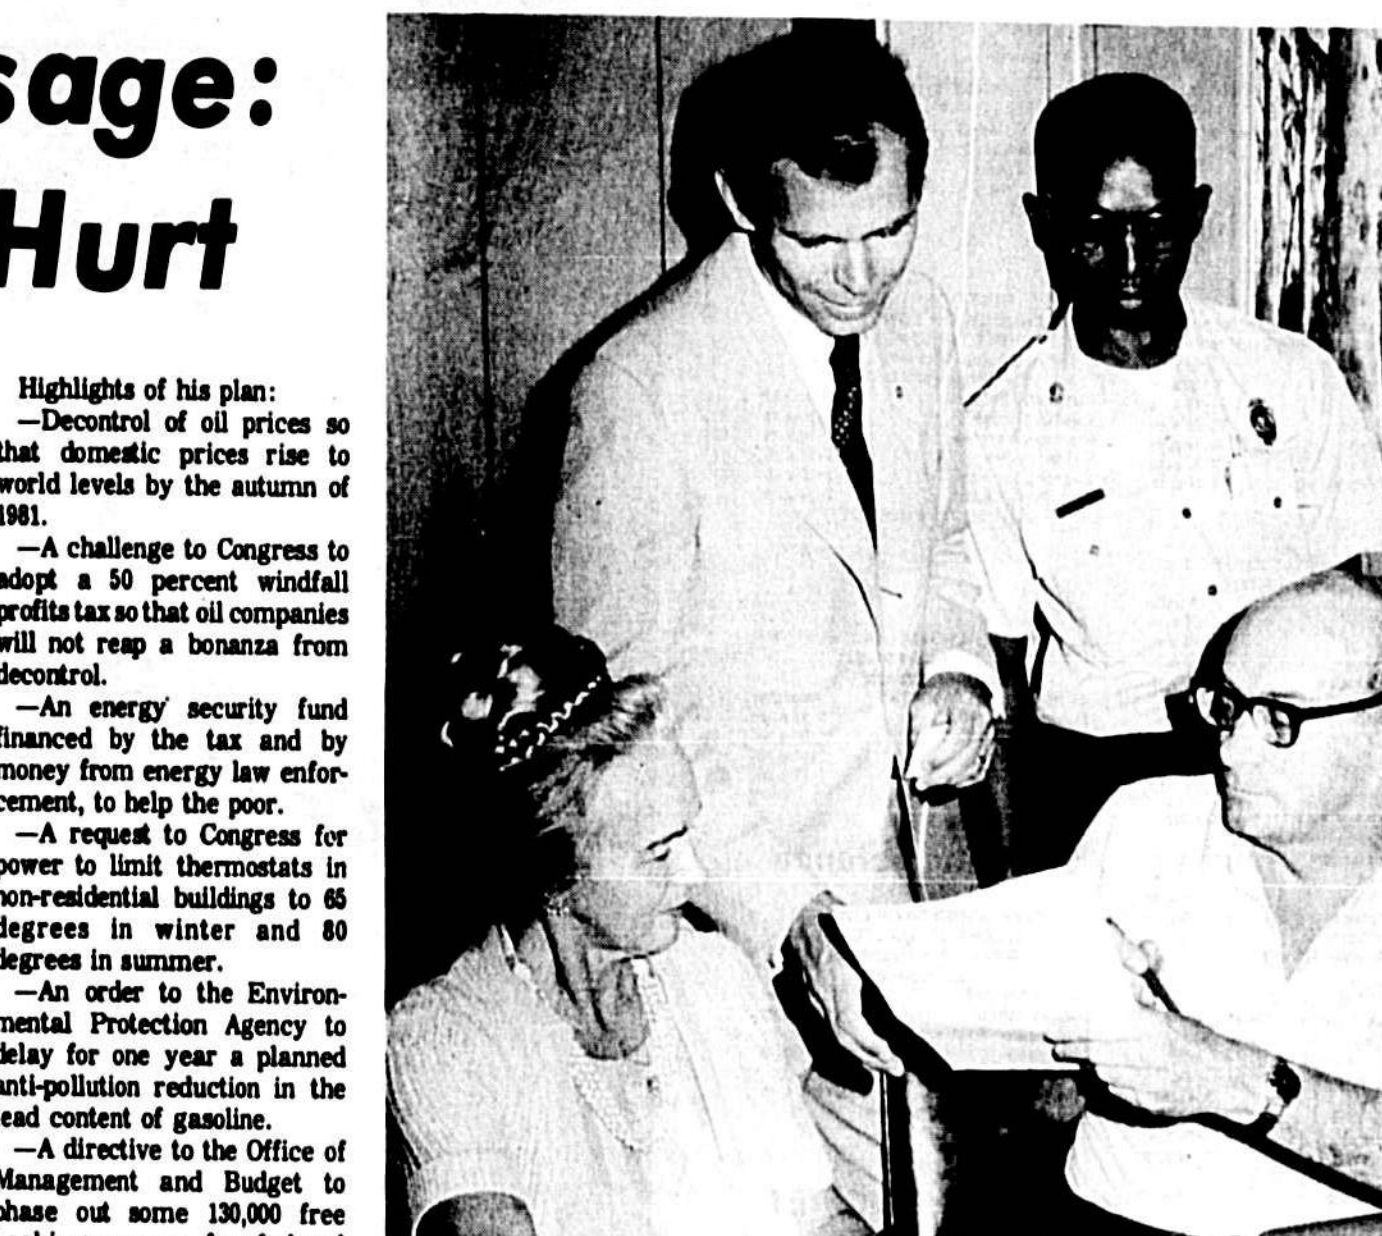 sage:
Hurt
Highlights of his plan:
—Decontrol of oil prices so
that domestic prices rise to
world levels by the autumn of
1981.
—A challenge to Congress to
adopt a 50 percent windfall
profits tax so that oil companies
will not reap a bonanza from
decontrol.
—An energy security fund
financed by the tax and by
money from energy law enfor-
cement, to help the poor.
—A request to Congress for
power to limit thermostats in
non-residential buildings to 65
degrees in winter and 80
degrees in summer.
—An order to the Environ-
mental Protection Agency to
delay for one year a planned
anti-pollution reduction in the
lead content of gasoline.
—A directive to the Office of
Management and Budget to
phase out some 130,000 free